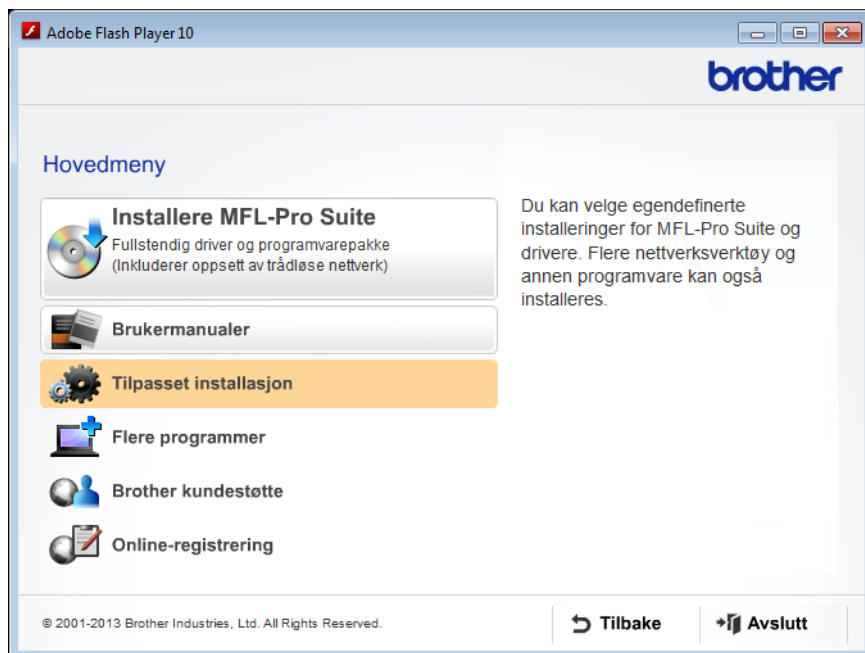 Adobe Flash Player 10
brother
Hovedmeny
Installere MFL-Pro Suite
Fullstendig driver og programvarepakke
(Inkluderer oppsett av trådløse nettverk)
Brukermanualer
Tilpasset installasjon
Flere programmer
Brother kundestøtte
Online-registrering
Du kan velge egendefinerte
installeringer for MFL-Pro Suite og
drivere. Flere nettverksverktøy og
annen programvare kan også
installeres.
© 2001-2013 Brother Industries, Ltd. All Rights Reserved.
Tilbake
Avslutt